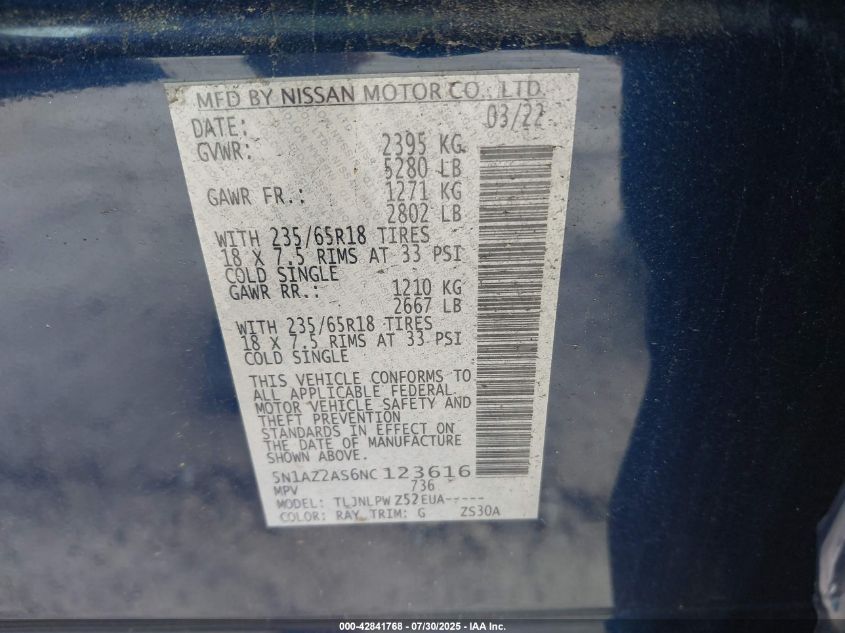 MFD BY NISSAN MOTOR CO., LTD.
DATE: 03/22
GVWR: 2395 KG
5280 LB
GAWR FR.: 1271 KG
2802 LB
WITH 235/65R18 TIRES
18 X 7.5 RIMS AT 33 PSI
COLD SINGLE
GAWR RR.: 1210 KG
2667 LB
WITH 235/65R18 TIRES
18 X 7.5 RIMS AT 33 PSI
COLD SINGLE
THIS VEHICLE CONFORMS TO
ALL APPLICABLE FEDERAL
MOTOR VEHICLE SAFETY AND
THEFT PREVENTION
STANDARDS IN EFFECT ON
THE DATE OF MANUFACTURE
SHOWN ABOVE.
5N1AZ2AS6NC 123616
MPV 736
MODEL: TLJNLPW Z52EUA-----
COLOR: RAY TRIM: G ZS30A
000-42841768 - 07/30/2025 - IAA Inc.